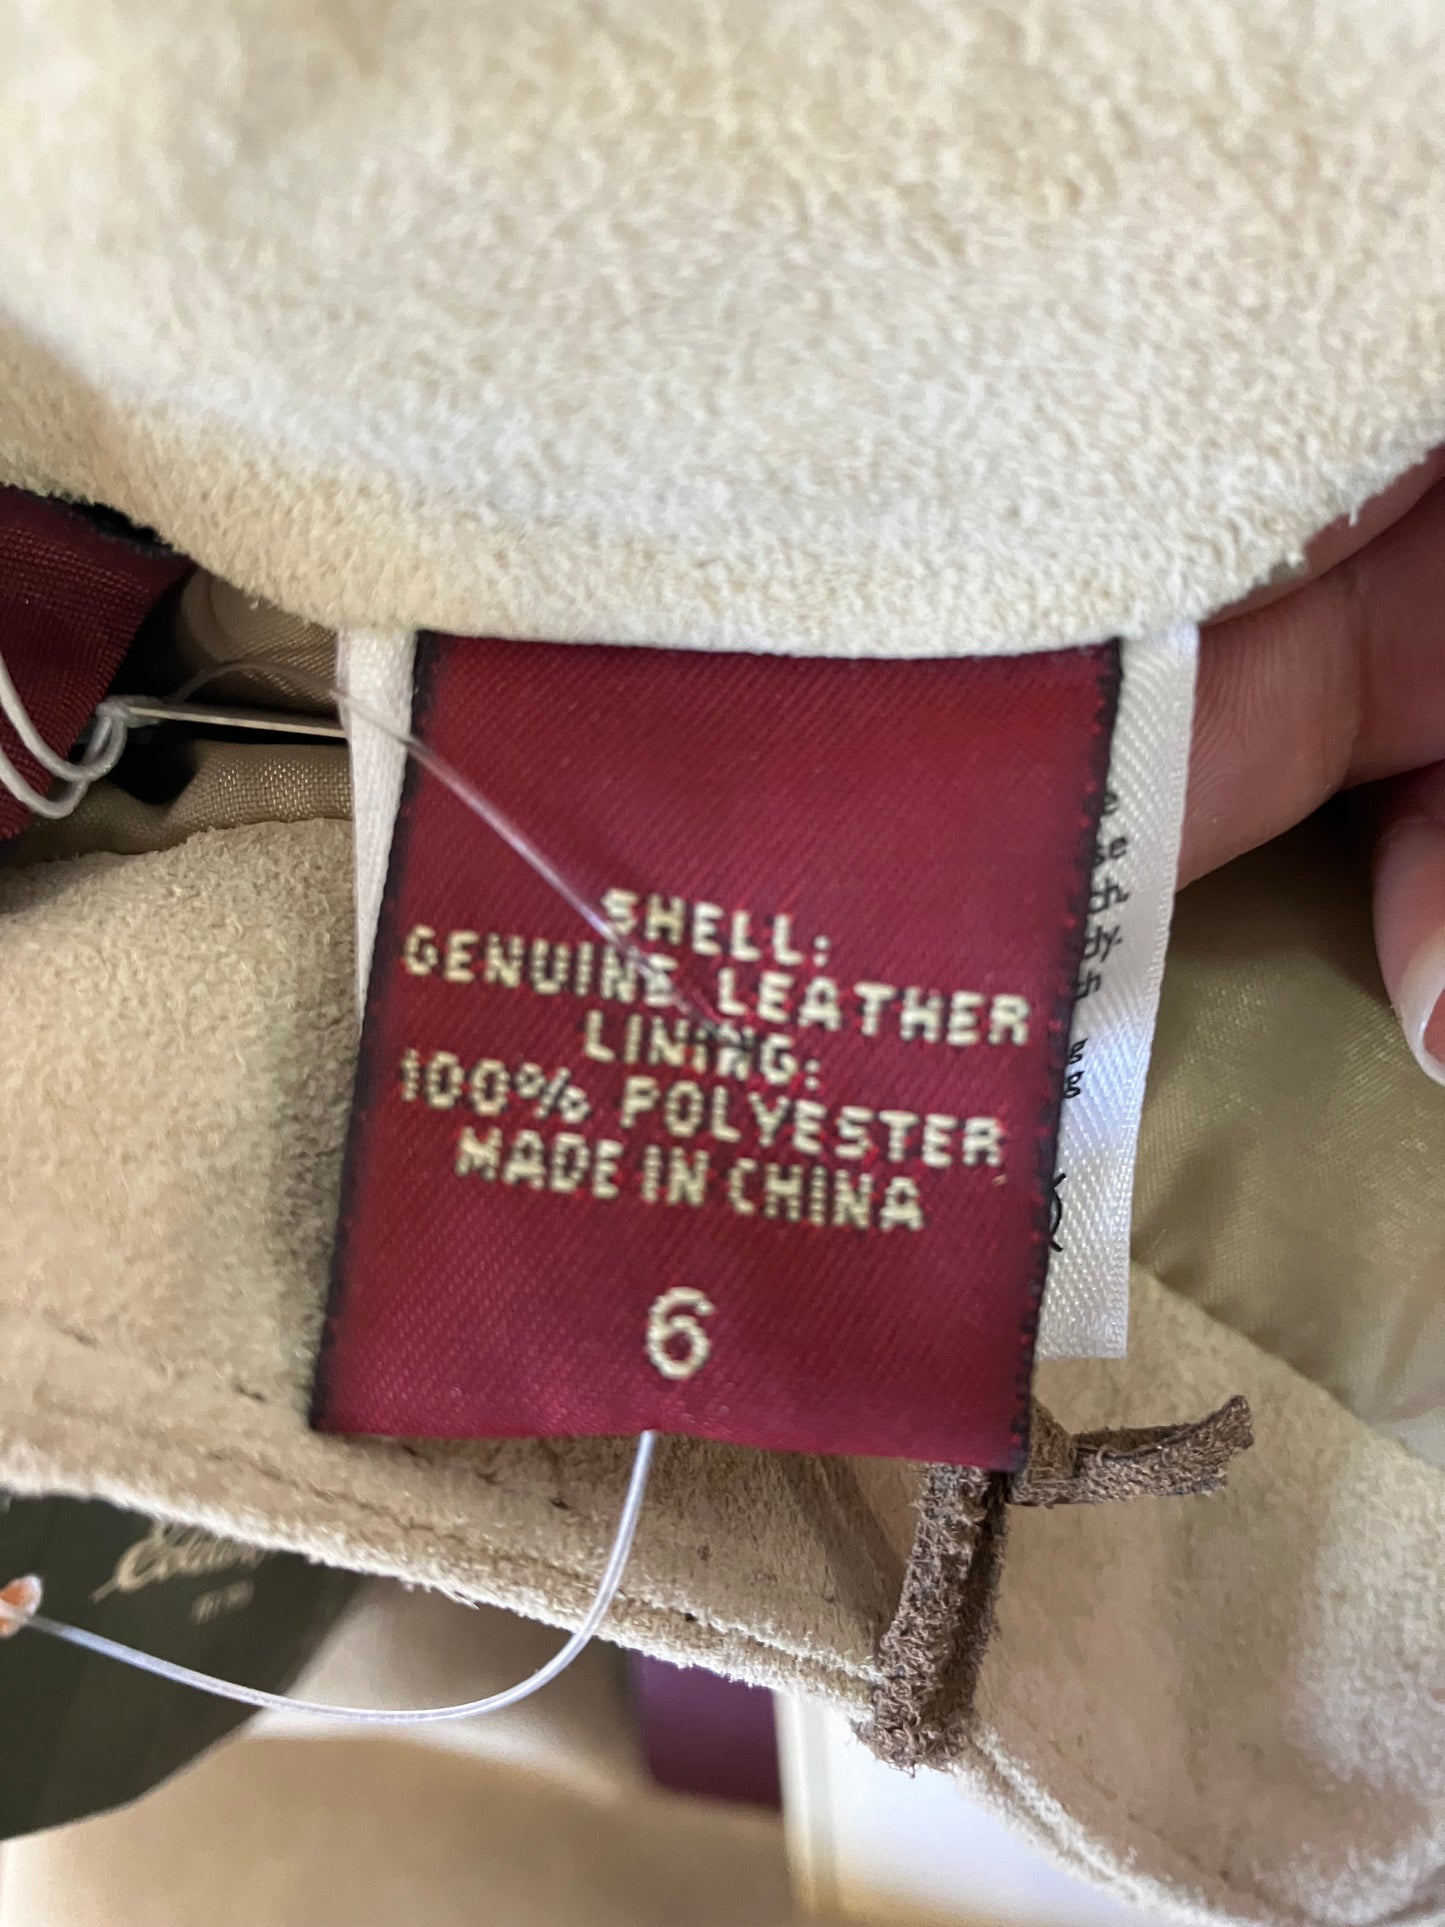 SHELL:
GENUINE LEATHER
LINING:
100% POLYESTER
MADE IN CHINA
6